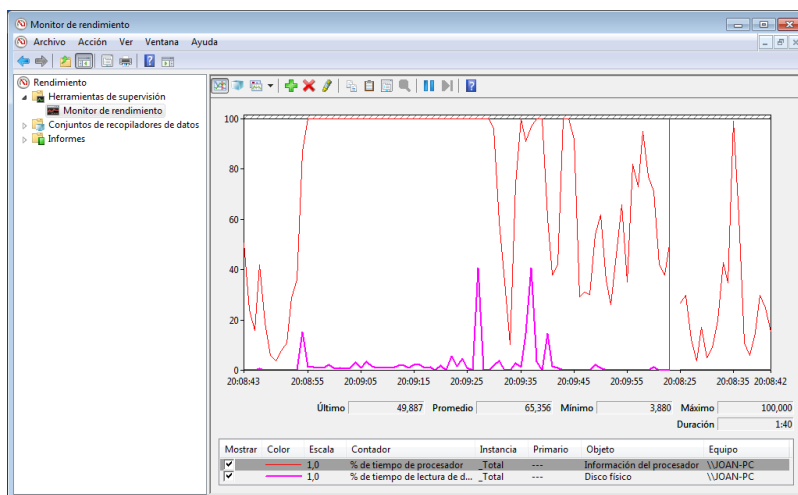 Monitor de rendimiento
Archivo Acción Ver Ventana Ayuda
Rendimiento
Herramientas de supervisión
Monitor de rendimiento
Conjuntos de recopiladores de datos
Informes
100
80
60
40
20
0
20:08:43 20:08:55 20:09:05 20:09:15 20:09:25 20:09:35 20:09:45 20:09:55 20:08:25 20:08:35 20:08:42
Último 49,887 Promedio 65,356 Mínimo 3,880 Máximo 100,000
Duración 1:40
Mostrar Color Escala Contador Instancia Primario Objeto Equipo
1,0 % de tiempo de procesador _Total --- Información del procesador \\JOAN-PC
1,0 % de tiempo de lectura de d... _Total --- Disco físico \\JOAN-PC